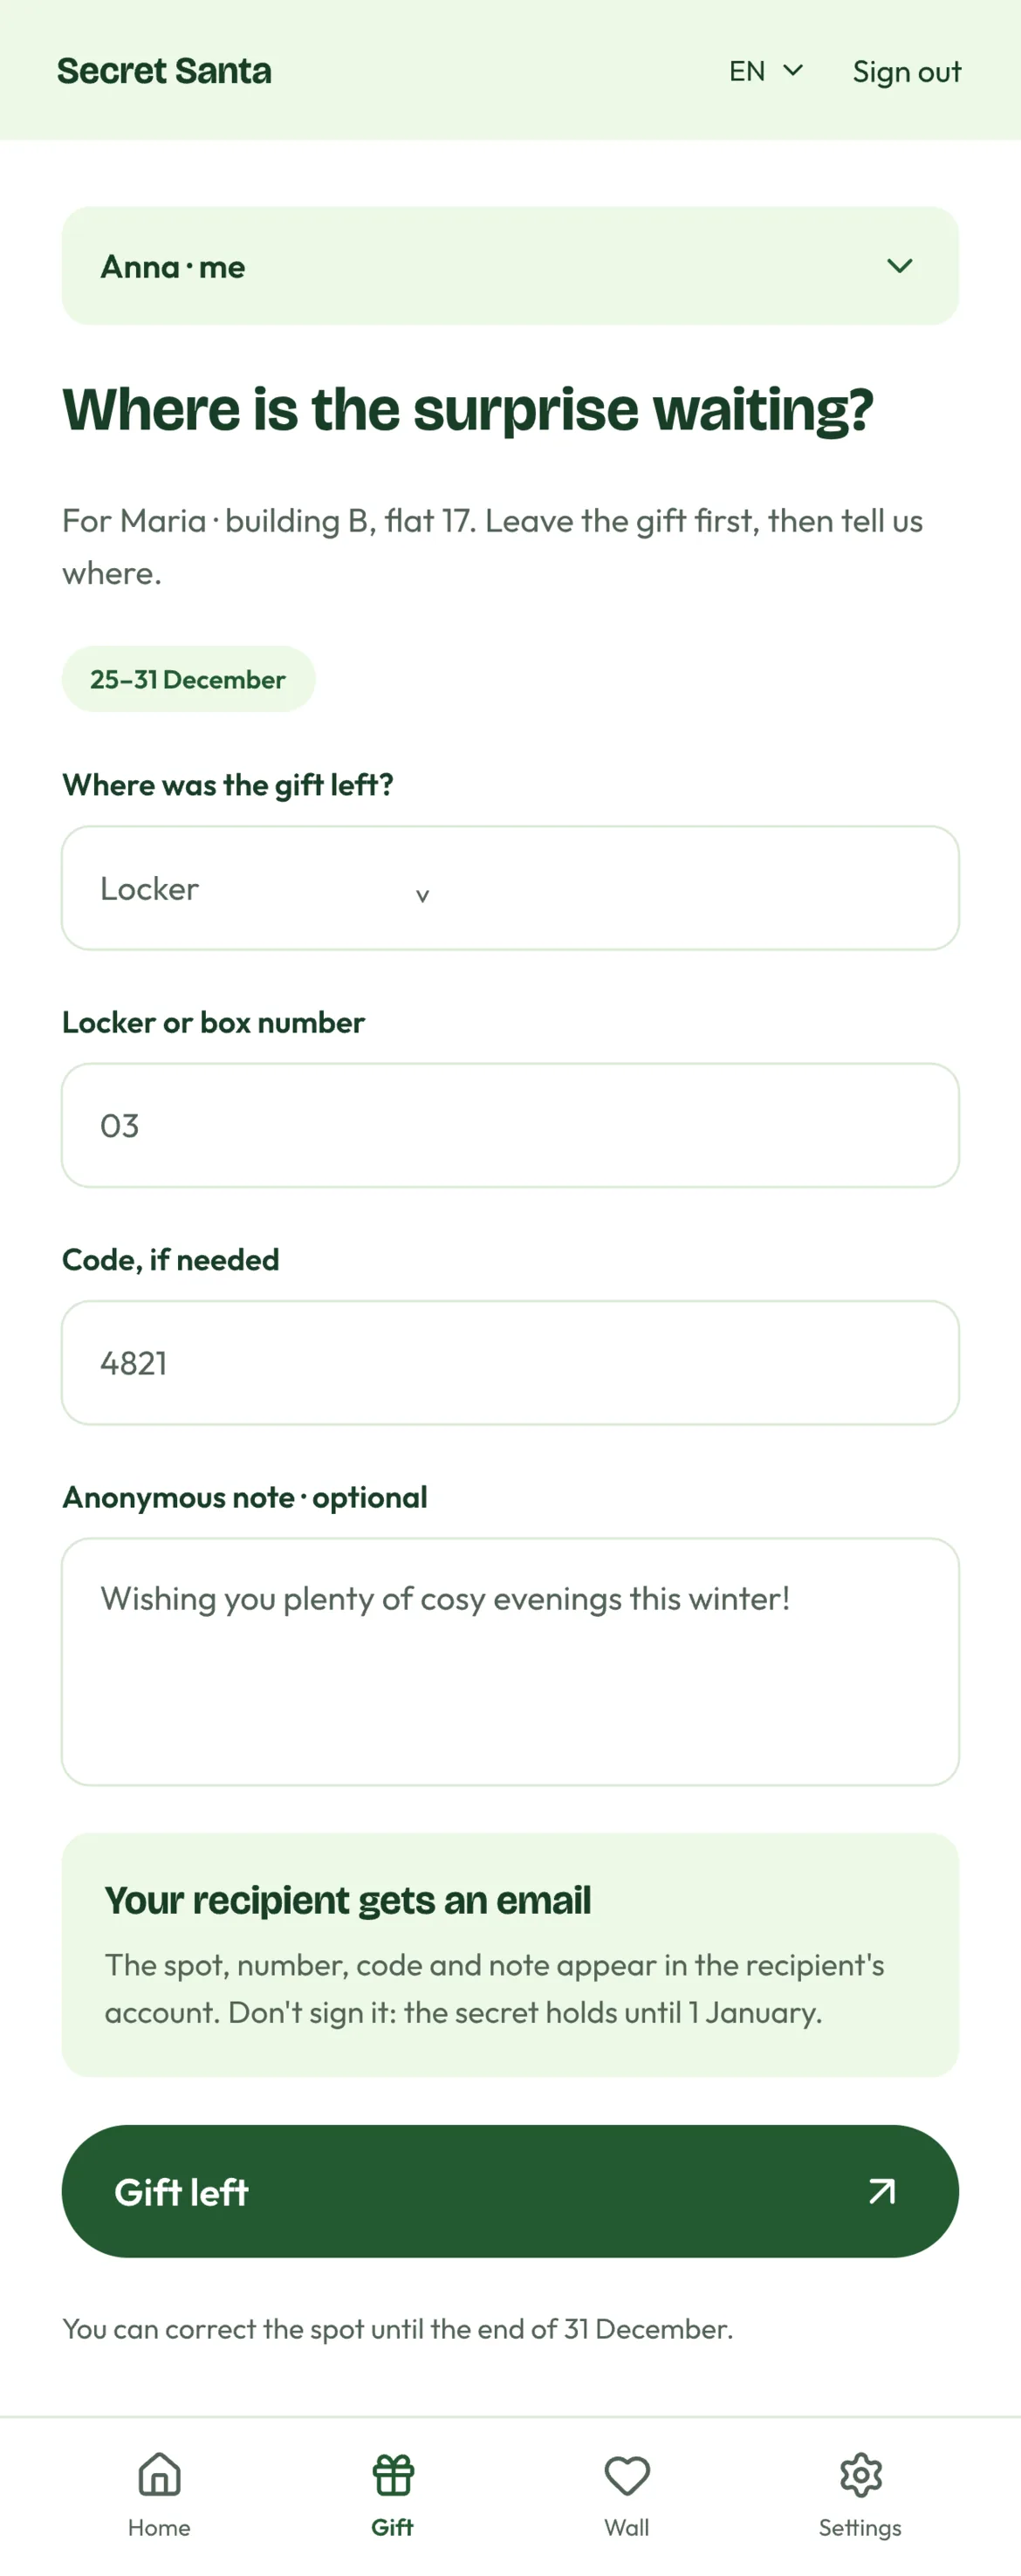 Secret Santa
EN
Sign out
Anna · me
Where is the surprise waiting?
For Maria · building B, flat 17. Leave the gift first, then tell us
where.
25–31 December
Where was the gift left?
Locker v
Locker or box number
03
Code, if needed
4821
Anonymous note · optional
Wishing you plenty of cosy evenings this winter!
Your recipient gets an email
The spot, number, code and note appear in the recipient's
account. Don't sign it: the secret holds until 1 January.
Gift left
You can correct the spot until the end of 31 December.
Home
Gift
Wall
Settings